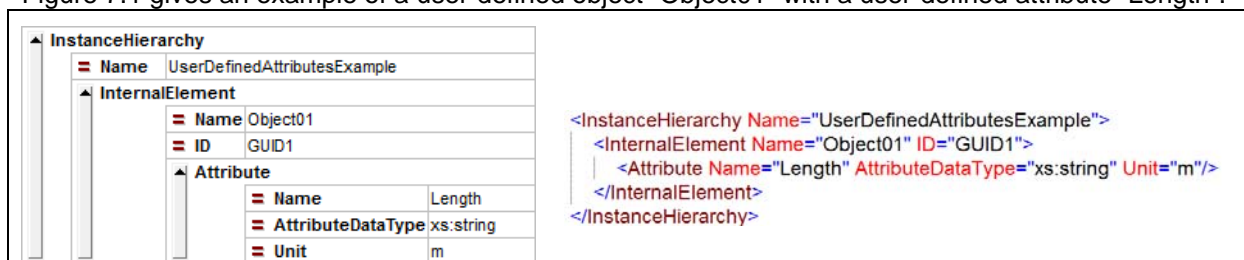 Figure 7.1 gives an example of a user-defined object "Object01" with a user-defined attribute "Length".
InstanceHierarchy
= Name UserDefinedAttributesExample
InternalElement
= Name Object01
= ID GUID1
Attribute
= Name Length
= AttributeDataType xs:string
= Unit m
<InstanceHierarchy Name="UserDefinedAttributesExample">
<InternalElement Name="Object01" ID="GUID1">
<Attribute Name="Length" AttributeDataType="xs:string" Unit="m"/>
</InternalElement>
</InstanceHierarchy>